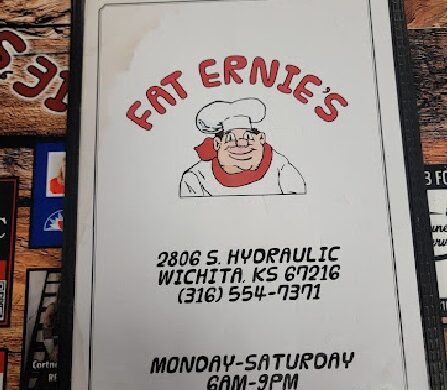 FAT ERNIE'S
2806 S. HYDRAULIC
WICHITA, KS 67216
(316) 554-7371
MONDAY-SATURDAY
6AM-9PM